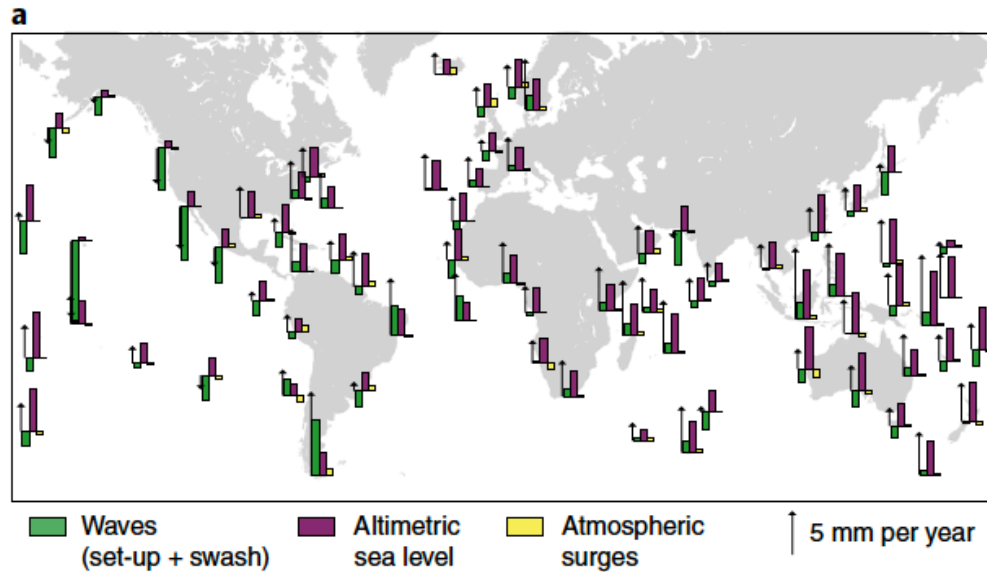 a
Waves
(set-up + swash)
Altimetric
sea level
Atmospheric
surges
5 mm per year